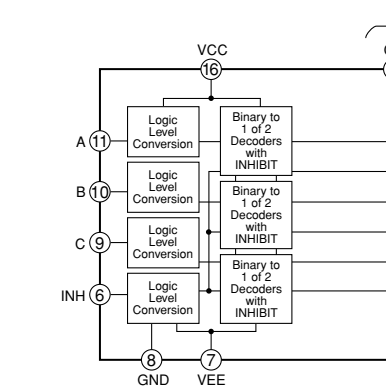 VCC
16
A 11
Logic
Level
Conversion
Binary to
1 of 2
Decoders
with
INHIBIT
B 10
Logic
Level
Conversion
Binary to
1 of 2
Decoders
with
INHIBIT
C 9
Logic
Level
Conversion
Binary to
1 of 2
Decoders
with
INHIBIT
INH 6
Logic
Level
Conversion
8
7
GND
VEE